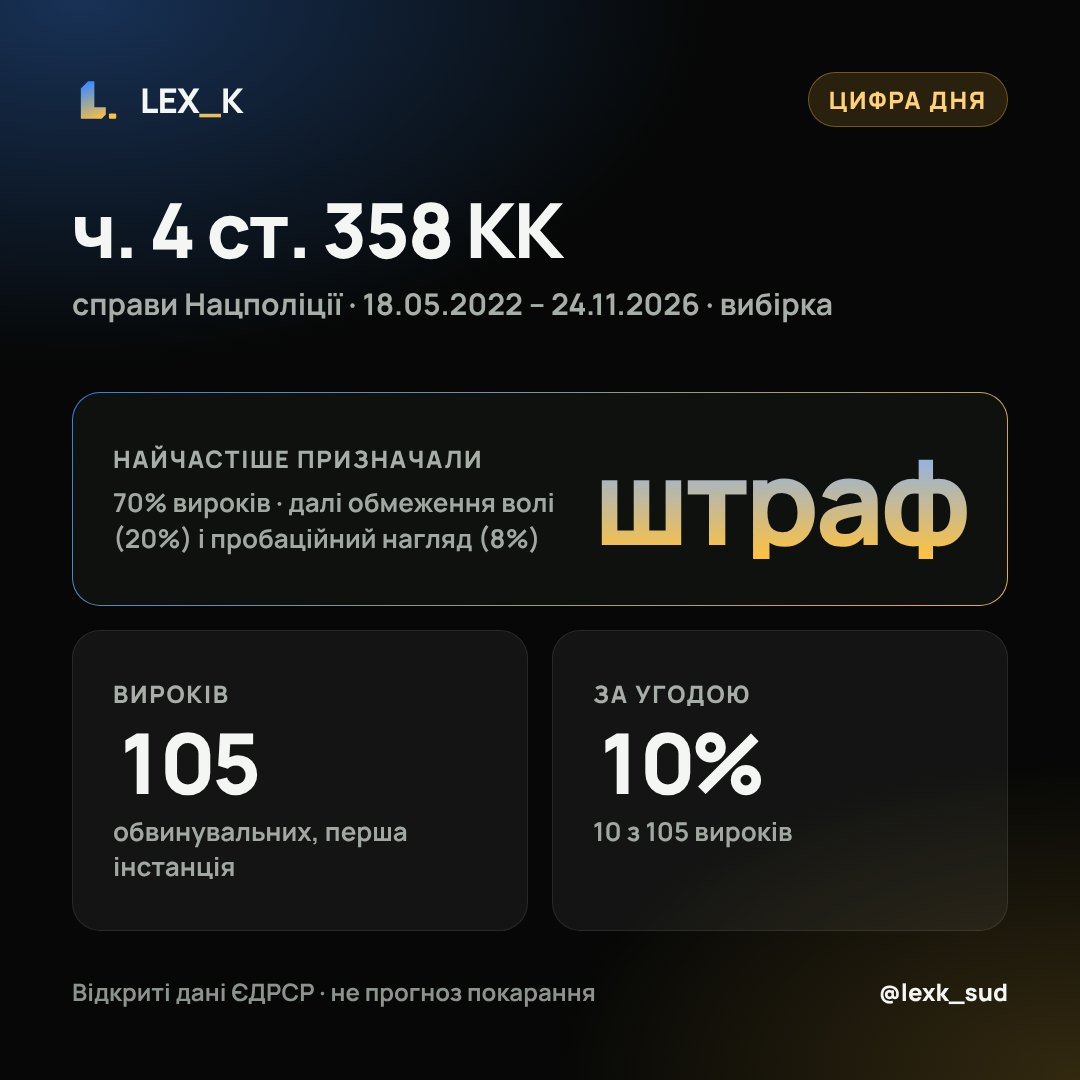 LEX_K
ЦИФРА ДНЯ
ч. 4 ст. 358 КК
справи Нацполіції · 18.05.2022 – 24.11.2026 · вибірка
НАЙЧАСТІШЕ ПРИЗНАЧАЛИ
70% вироків · далі обмеження волі
(20%) і пробаційний нагляд (8%)
штраф
ВИРОКІВ
105
обвинувальних, перша
інстанція
ЗА УГОДОЮ
10%
10 з 105 вироків
Відкриті дані ЄДРСР · не прогноз покарання
@lexk_sud